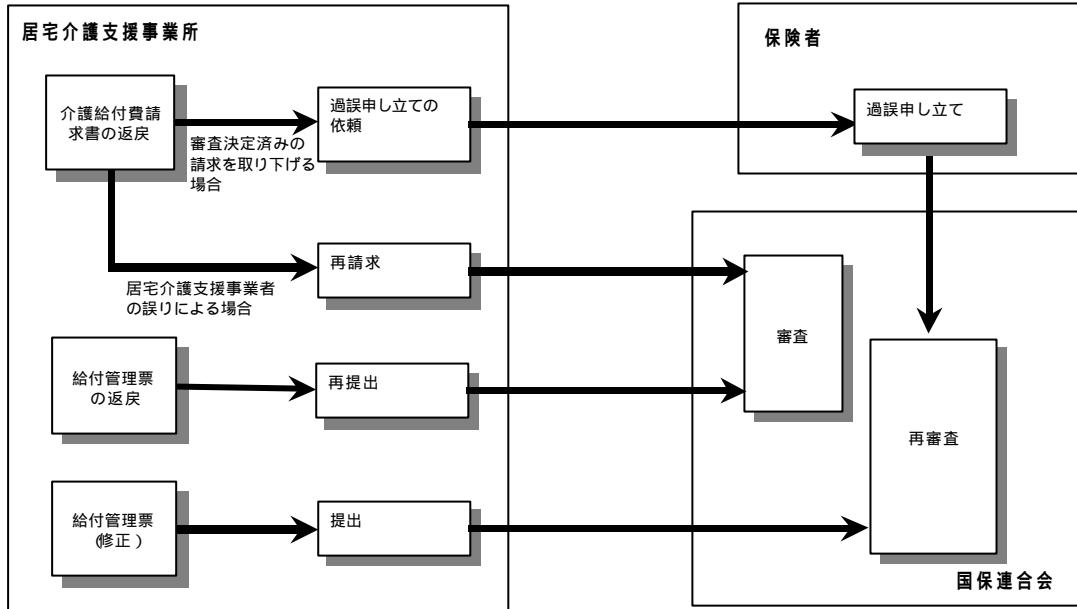 居宅介護支援事業所
保険者
介護給付費請
求書の返戻
過誤申し立ての
依頼
過誤申し立て
審査決定済みの
請求を取り下げる
場合
再請求
居宅介護支援事業者
の誤りによる場合
審査
給付管理票
の返戻
再提出
再審査
給付管理票
(修正)
提出
国保連合会